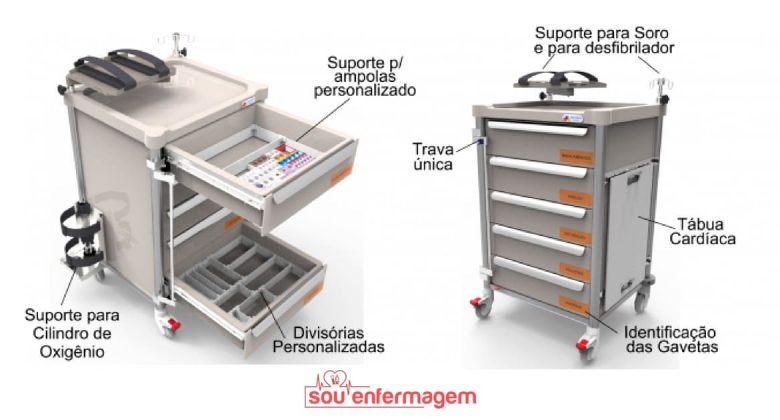 Suporte p/
ampolas
personalizado
Suporte para
Cilindro de
Oxigênio
Divisórias
Personalizadas
Suporte para Soro
e para desfibrilador
Trava
única
Tábua
Cardíaca
Identificação
das Gavetas
sou enfermagem